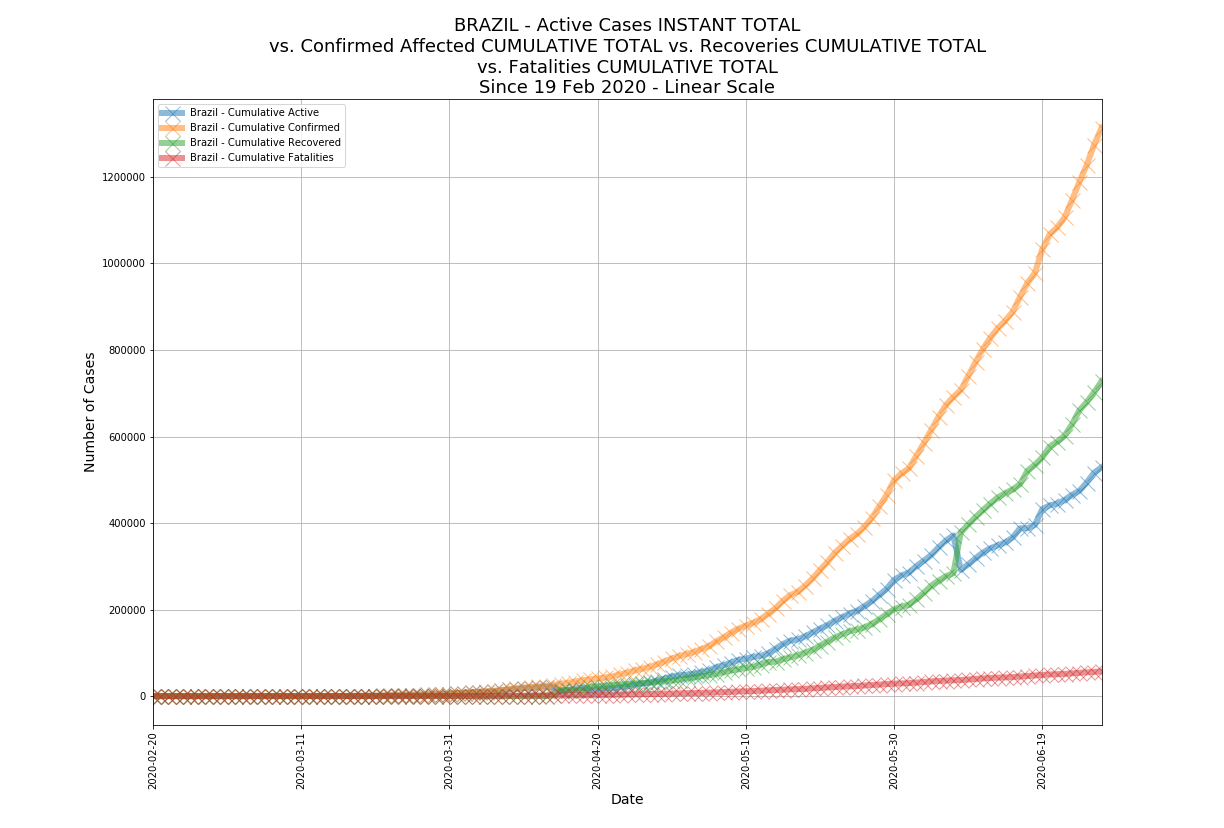 BRAZIL - Active Cases INSTANT TOTAL
vs. Confirmed Affected CUMULATIVE TOTAL vs. Recoveries CUMULATIVE TOTAL
vs. Fatalities CUMULATIVE TOTAL
Since 19 Feb 2020 - Linear Scale
Brazil - Cumulative Active
Brazil - Cumulative Confirmed
Brazil - Cumulative Recovered
Brazil - Cumulative Fatalities
Number of Cases
1200000
1000000
800000
600000
400000
200000
0
2020-02-20
2020-03-11
2020-03-31
2020-04-20
2020-05-10
2020-05-30
2020-06-19
Date